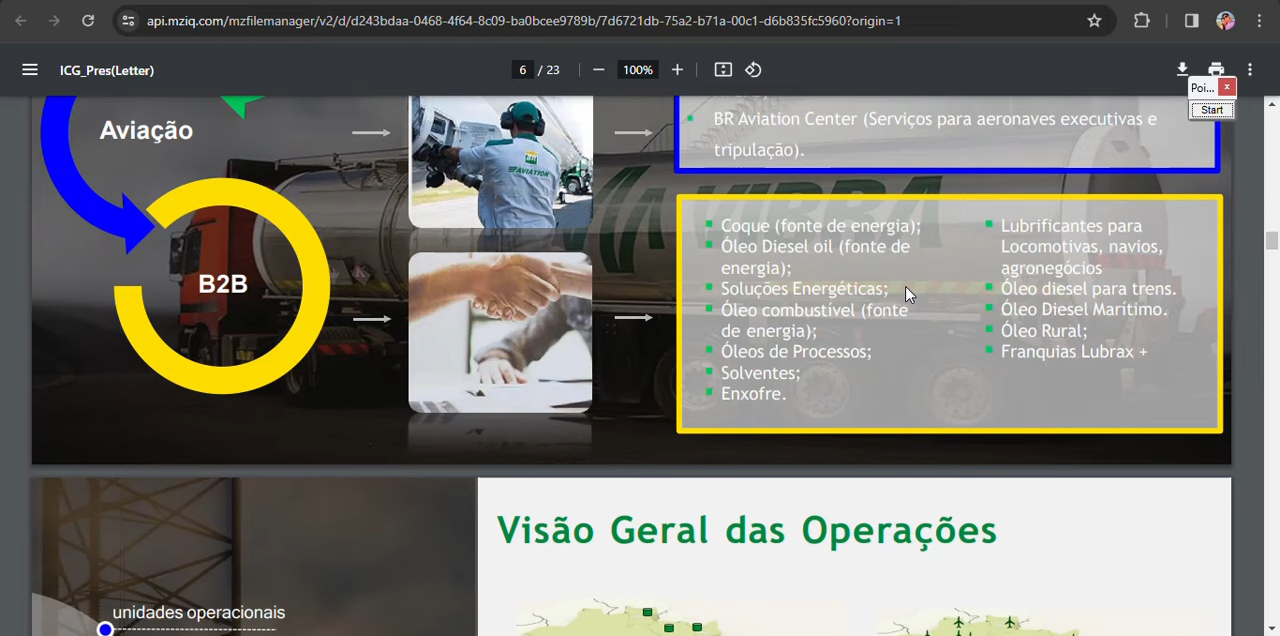 api.mziq.com/mzfilemanager/v2/d/d243bdaa-0468-4f64-8c09-ba0bcee9789b/7d6721db-75a2-b71a-00c1-d6b835fc5960?origin=1
ICG_Pres(Letter)
6 / 23
100%
Poi...
x
Start
Aviação
AVIATION
BR Aviation Center (Serviços para aeronaves executivas e
tripulação).
VIBRA
B2B
Coque (fonte de energia);
Óleo Diesel oil (fonte de
energia);
Soluções Energéticas;
Óleo combustível (fonte
de energia);
Óleos de Processos;
Solventes;
Enxofre.
Lubrificantes para
Locomotivas, navios,
agronegócios
Óleo diesel para trens.
Óleo Diesel Marítimo.
Óleo Rural;
Franquias Lubrax +
Visão Geral das Operações
unidades operacionais